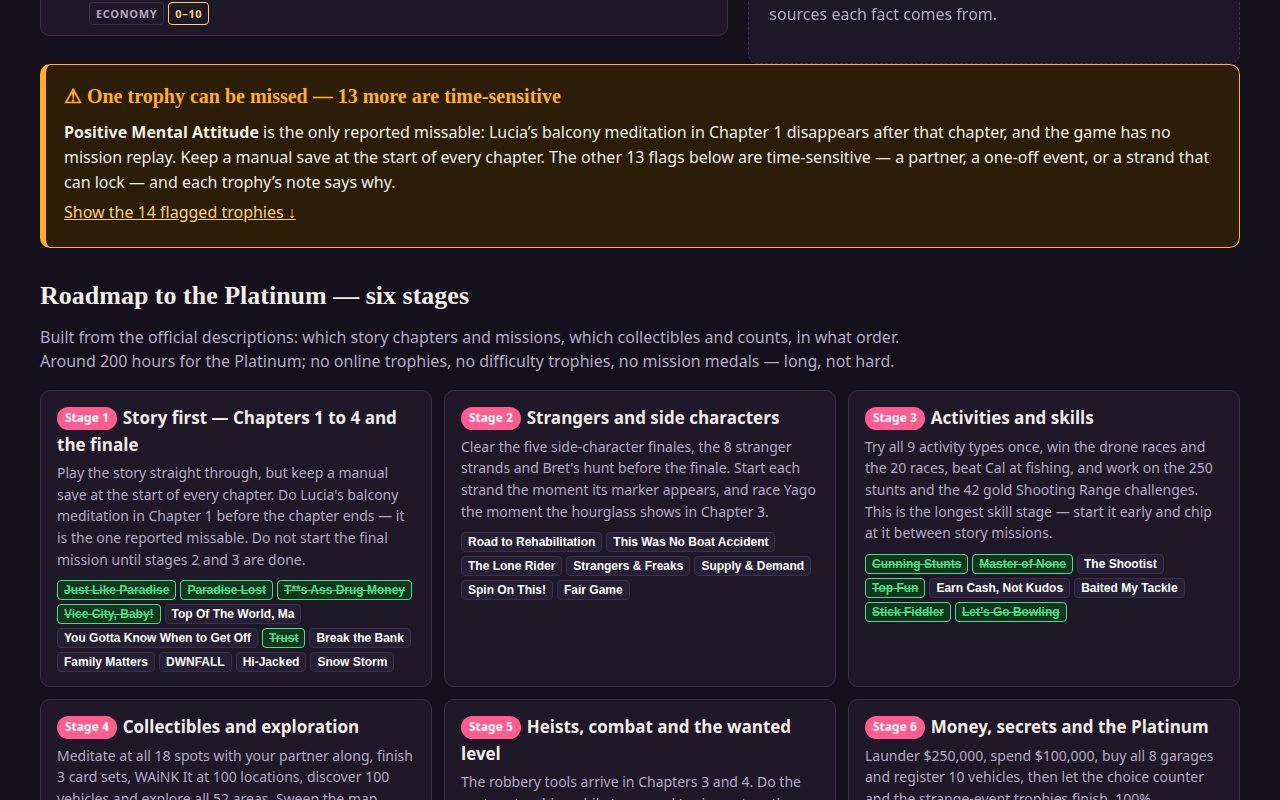 ECONOMY 0–10
sources each fact comes from.
⚠ One trophy can be missed — 13 more are time-sensitive
Positive Mental Attitude is the only reported missable: Lucia’s balcony meditation in Chapter 1 disappears after that chapter, and the game has no
mission replay. Keep a manual save at the start of every chapter. The other 13 flags below are time-sensitive — a partner, a one-off event, or a strand that
can lock — and each trophy’s note says why.
Show the 14 flagged trophies ↓
Roadmap to the Platinum — six stages
Built from the official descriptions: which story chapters and missions, which collectibles and counts, in what order.
Around 200 hours for the Platinum; no online trophies, no difficulty trophies, no mission medals — long, not hard.
Stage 1 Story first — Chapters 1 to 4 and
the finale
Play the story straight through, but keep a manual
save at the start of every chapter. Do Lucia's balcony
meditation in Chapter 1 before the chapter ends — it
is the one reported missable. Do not start the final
mission until stages 2 and 3 are done.
Just Like Paradise Paradise Lost T**s Ass Drug Money
Vice City, Baby! Top Of The World, Ma
You Gotta Know When to Get Off Trust Break the Bank
Family Matters DWNFALL Hi-Jacked Snow Storm
Stage 2 Strangers and side characters
Clear the five side-character finales, the 8 stranger
strands and Bret's hunt before the finale. Start each
strand the moment its marker appears, and race Yago
the moment the hourglass shows in Chapter 3.
Road to Rehabilitation This Was No Boat Accident
The Lone Rider Strangers & Freaks Supply & Demand
Spin On This! Fair Game
Stage 3 Activities and skills
Try all 9 activity types once, win the drone races and
the 20 races, beat Cal at fishing, and work on the 250
stunts and the 42 gold Shooting Range challenges.
This is the longest skill stage — start it early and chip
at it between story missions.
Cunning Stunts Master of None The Shootist
Top Fun Earn Cash, Not Kudos Baited My Tackle
Stick Fiddler Let's Go Bowling
Stage 4 Collectibles and exploration
Meditate at all 18 spots with your partner along, finish
3 card sets, WAiNK It at 100 locations, discover 100
vehicles and explore all 52 areas. Sweep the map
Stage 5 Heists, combat and the wanted
level
The robbery tools arrive in Chapters 3 and 4. Do the
Stage 6 Money, secrets and the Platinum
Launder $250,000, spend $100,000, buy all 8 garages
and register 10 vehicles, then let the choice counter
and the strange-event trophies finish. 100%